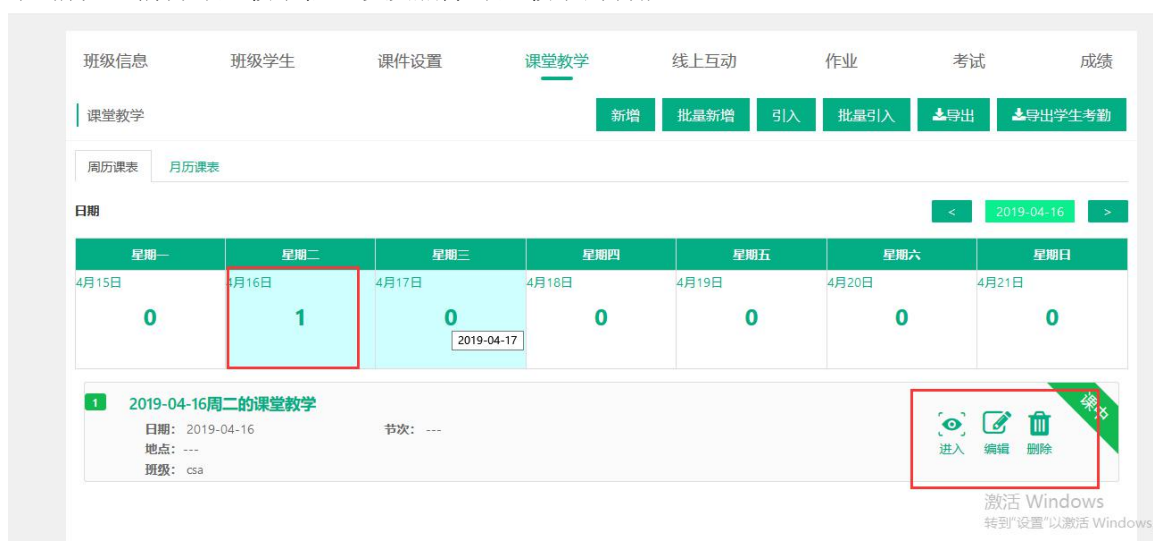 班级信息 班级学生 课件设置 课堂教学 线上互动 作业 考试 成绩
课堂教学 新增 批量新增 引入 批量引入 导出 导出学生考勤
周历课表 月历课表
日期 < 2019-04-16 >
星期一 星期二 星期三 星期四 星期五 星期六 星期日
4月15日 4月16日 4月17日 4月18日 4月19日 4月20日 4月21日
0 1 0 0 0 0 0
2019-04-17
1 2019-04-16周二的课堂教学 课中
日期: 2019-04-16 节次: ---
地点: --- 进入 编辑 删除
班级: csa
激活 Windows
转到"设置"以激活 Windows